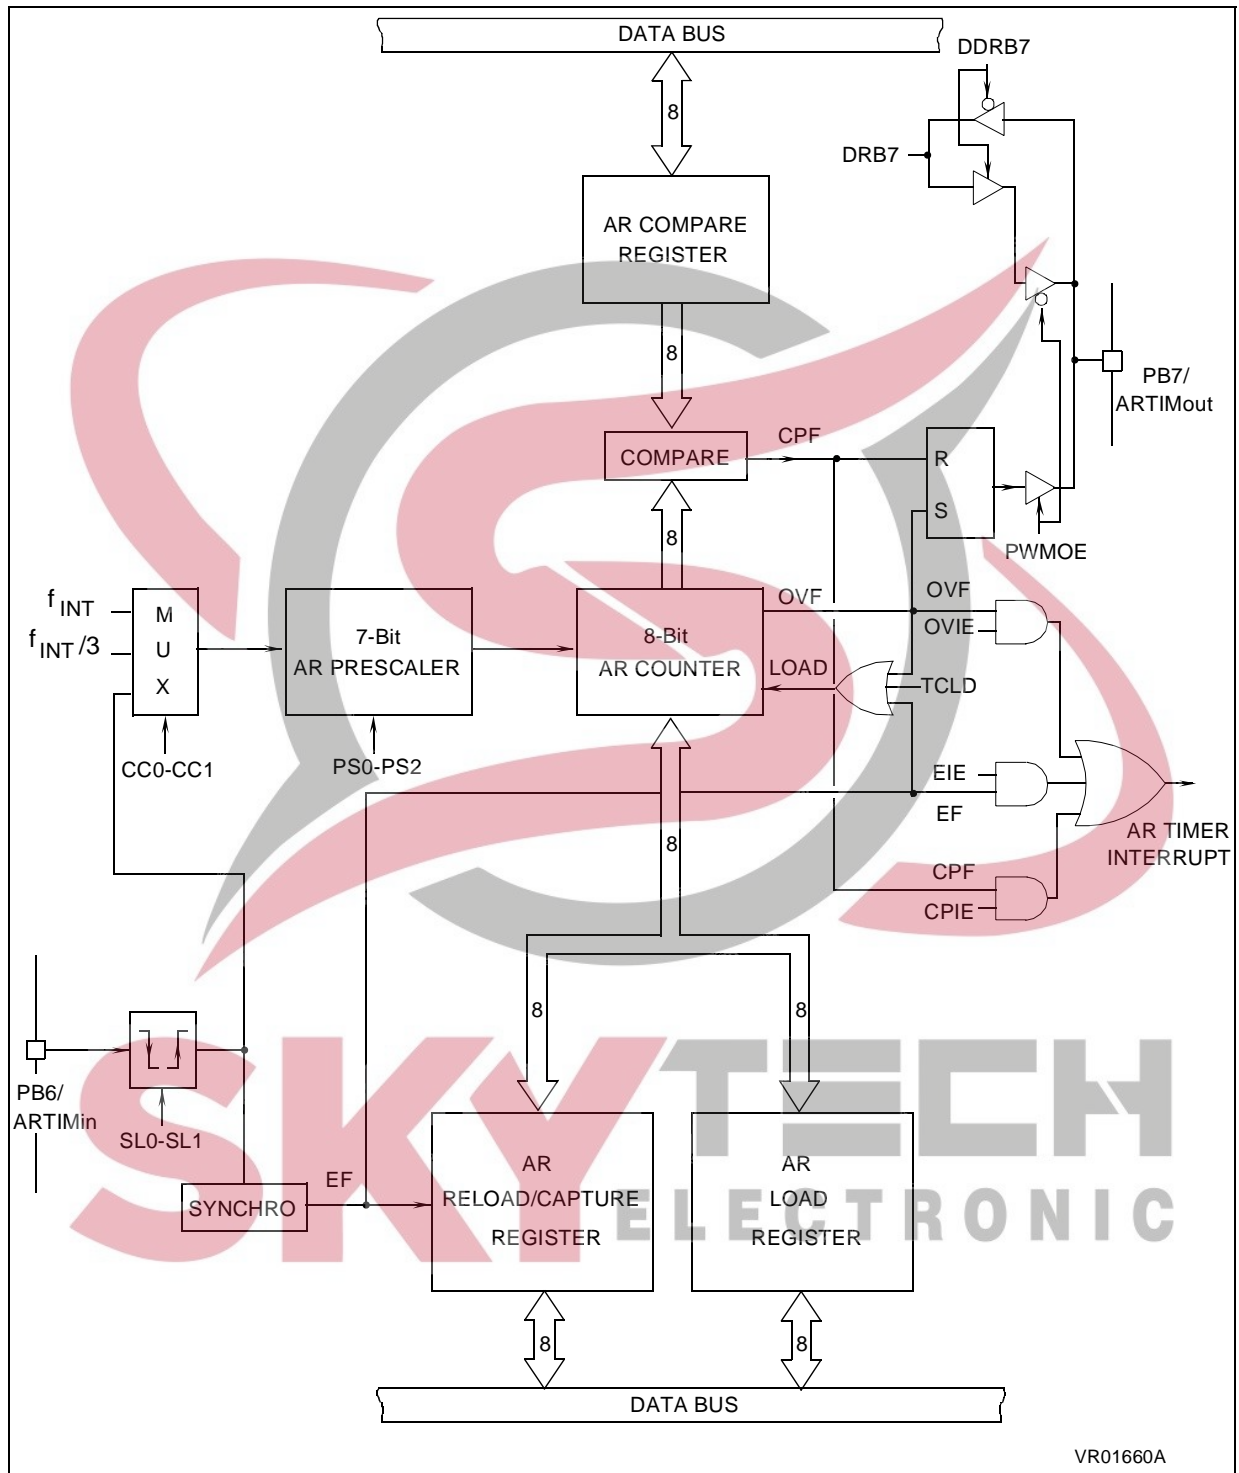 DATA BUS
DDRB7
8
DRB7
AR COMPARE
REGISTER
8
PB7/
ARTIMout
CPF
COMPARE
R
S
8
PWMOE
f INT
f INT /3
M
U
X
7-Bit
AR PRESCALER
8-Bit
AR COUNTER
OVF
OVF
OVIE
LOAD
TCLD
CC0-CC1
PS0-PS2
EIE
EF
8
AR TIMER
INTERRUPT
CPF
CPIE
8
8
PB6/
ARTIMin
SL0-SL1
SYNCHRO
EF
AR
RELOAD/CAPTURE
REGISTER
AR
LOAD
REGISTER
SKYTECH
ELECTRONIC
8
8
DATA BUS
VR01660A